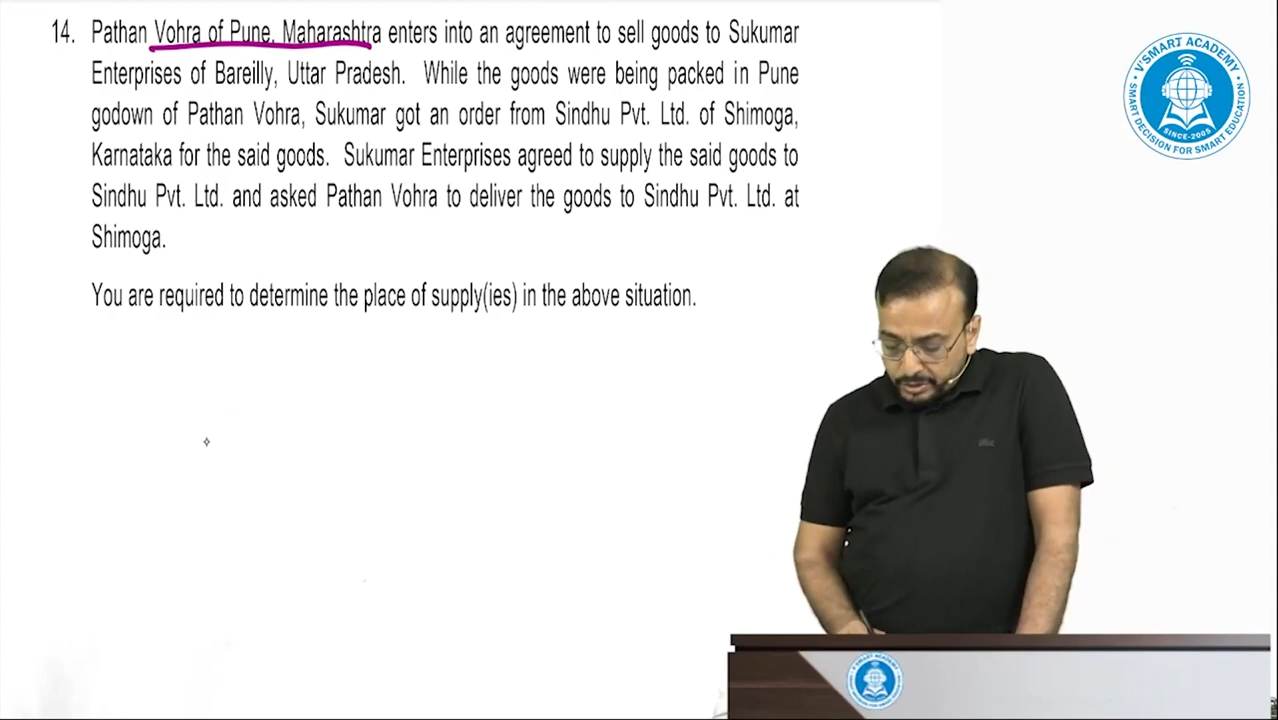 14. Pathan Vohra of Pune, Maharashtra enters into an agreement to sell goods to Sukumar
Enterprises of Bareilly, Uttar Pradesh. While the goods were being packed in Pune
godown of Pathan Vohra, Sukumar got an order from Sindhu Pvt. Ltd. of Shimoga,
Karnataka for the said goods. Sukumar Enterprises agreed to supply the said goods to
Sindhu Pvt. Ltd. and asked Pathan Vohra to deliver the goods to Sindhu Pvt. Ltd. at
Shimoga.
You are required to determine the place of supply(ies) in the above situation.
V'SMART ACADEMY
SINCE-2005
SMART DECISION FOR SMART EDUCATION